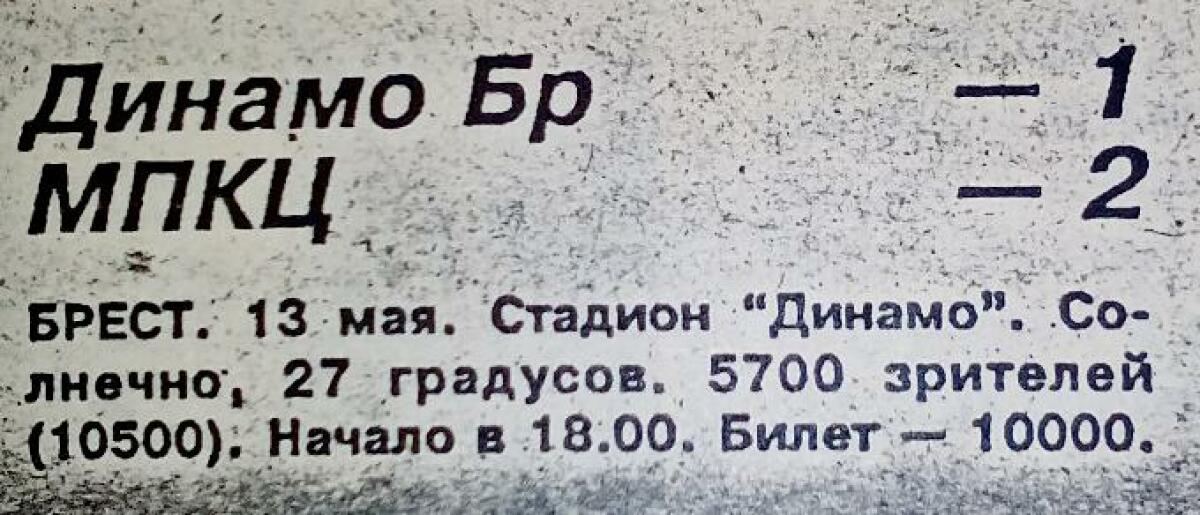 Динамо Бр — 1
МПКЦ — 2
БРЕСТ. 13 мая. Стадион “Динамо”. Со-
лнечно, 27 градусов. 5700 зрителей
(10500). Начало в 18.00. Билет — 10000.